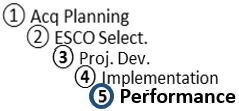 ① Acq Planning
② ESCO Select.
③ Proj. Dev.
④ Implementation
⑤ Performance